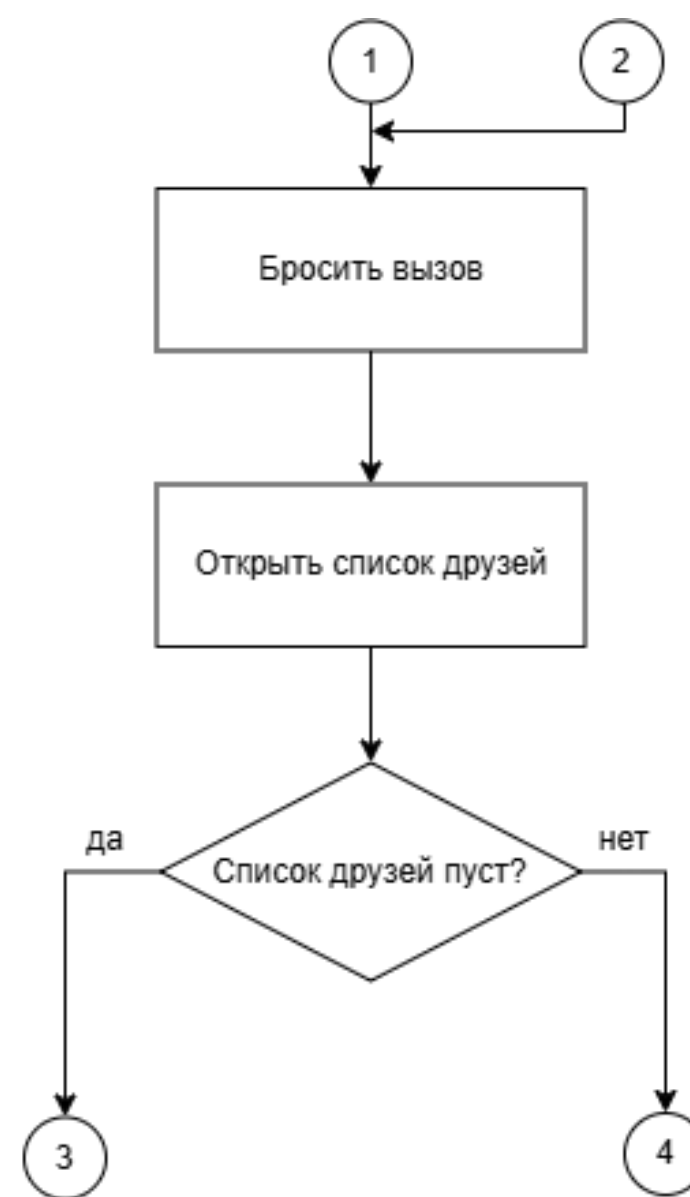 1
2
Бросить вызов
Открыть список друзей
да
нет
Список друзей пуст?
3
4